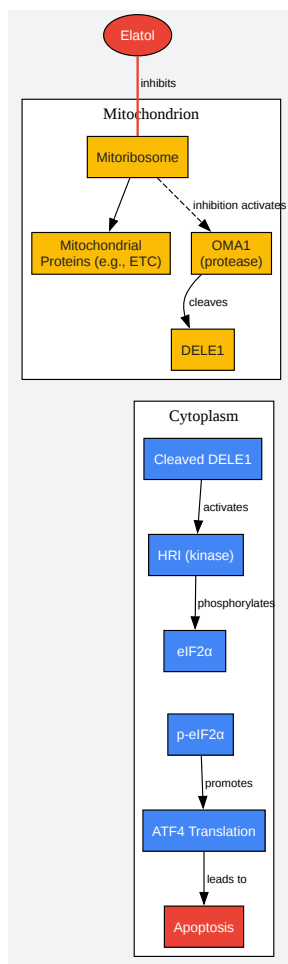 Elatol
inhibits
Mitochondrion
Mitoribosome
inhibition activates
Mitochondrial
Proteins (e.g., ETC)
OMA1
(protease)
cleaves
DELE1
Cytoplasm
Cleaved DELE1
activates
HRI (kinase)
phosphorylates
eIF2α
p-eIF2α
promotes
ATF4 Translation
leads to
Apoptosis